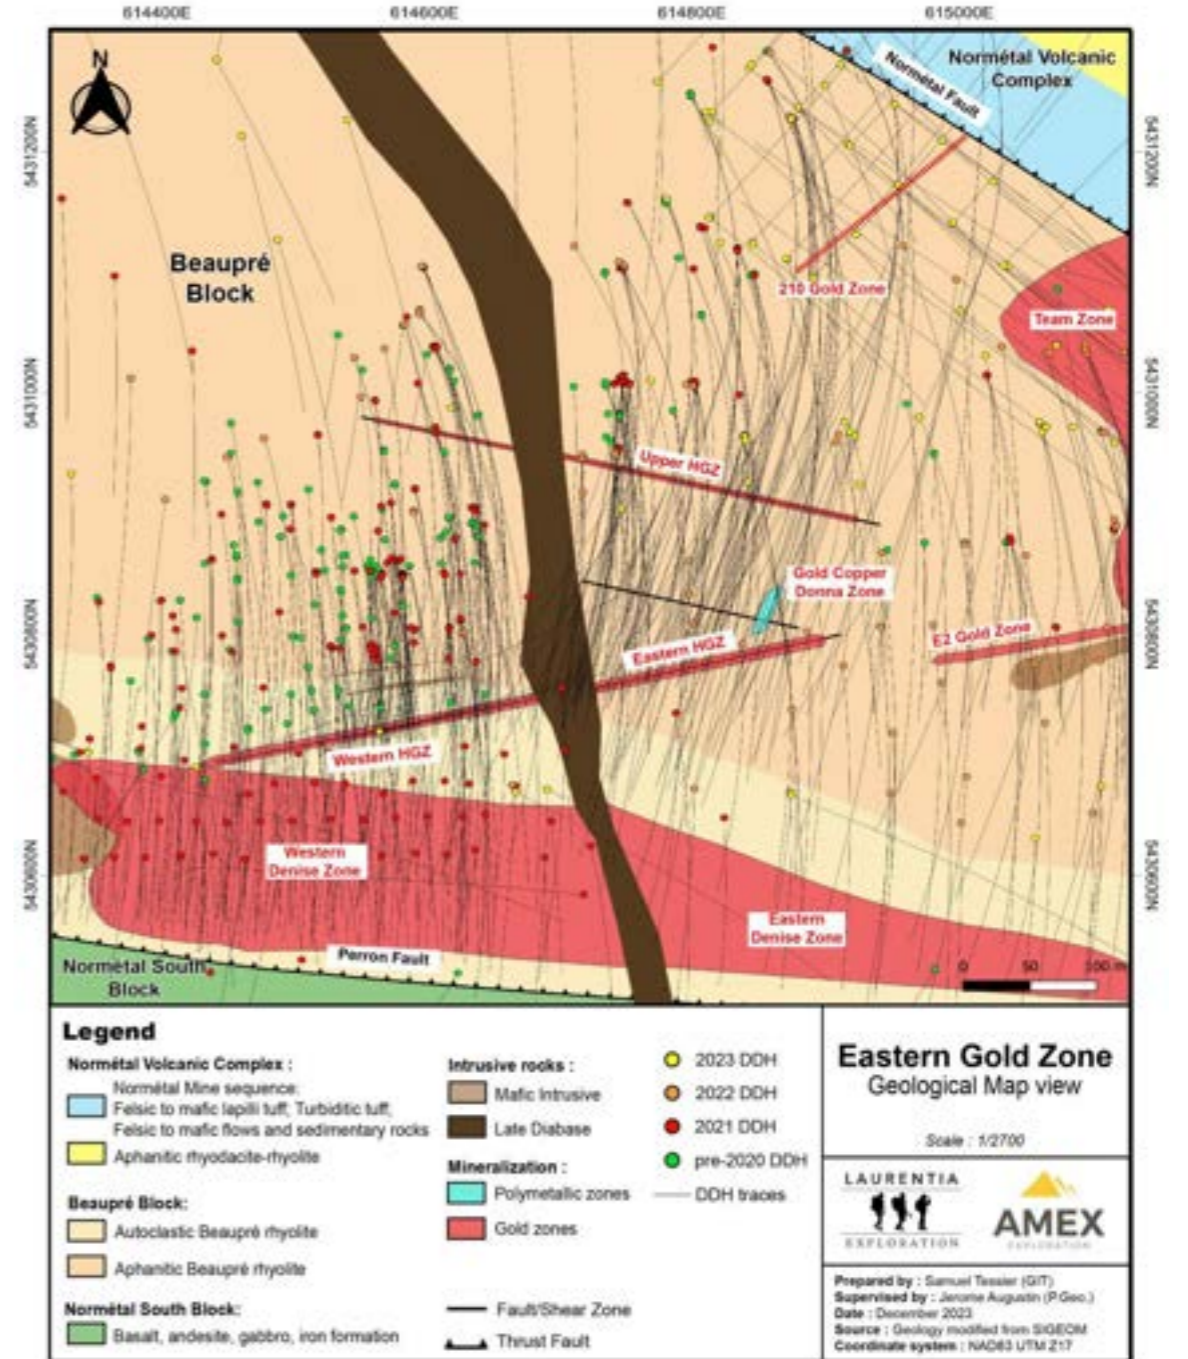 614400E
614600E
614800E
615000E
N
5431200N
5431000N
5430800N
5430600N
5431200N
5431000N
5430800N
5430600N
Normétal Volcanic
Complex
Normétal Fault
Beaupré
Block
210 Gold Zone
Team Zone
Upper HGZ
Gold Copper
Donna Zone
Eastern HGZ
E2 Gold Zone
Western HGZ
Western
Denise Zone
Eastern
Denise Zone
Perron Fault
Normétal South
Block
0 50 100 m
Legend
Normétal Volcanic Complex :
Normétal Mine sequence:
Felsic to mafic lapilli tuff, Turbiditic tuff,
Felsic to mafic flows and sedimentary rocks
Aphanitic rhyodacite-rhyolite
Beaupré Block:
Autoclastic Beaupré rhyolite
Aphanitic Beaupré rhyolite
Normétal South Block:
Basalt, andesite, gabbro, iron formation
Intrusive rocks :
Mafic Intrusive
Late Diabase
Mineralization :
Polymetallic zones
Gold zones
Fault/Shear Zone
Thrust Fault
2023 DDH
2022 DDH
2021 DDH
pre-2020 DDH
DDH traces
Eastern Gold Zone
Geological Map view
Scale : 1/2700
LAURENTIA
EXPLORATION
AMEX
EXPLORATION
Prepared by : Samuel Tessier (GIT)
Supervised by : Jerome Augustin (P.Geo.)
Date : December 2023
Source : Geology modified from SIGEOM
Coordinate system : NAD83 UTM Z17